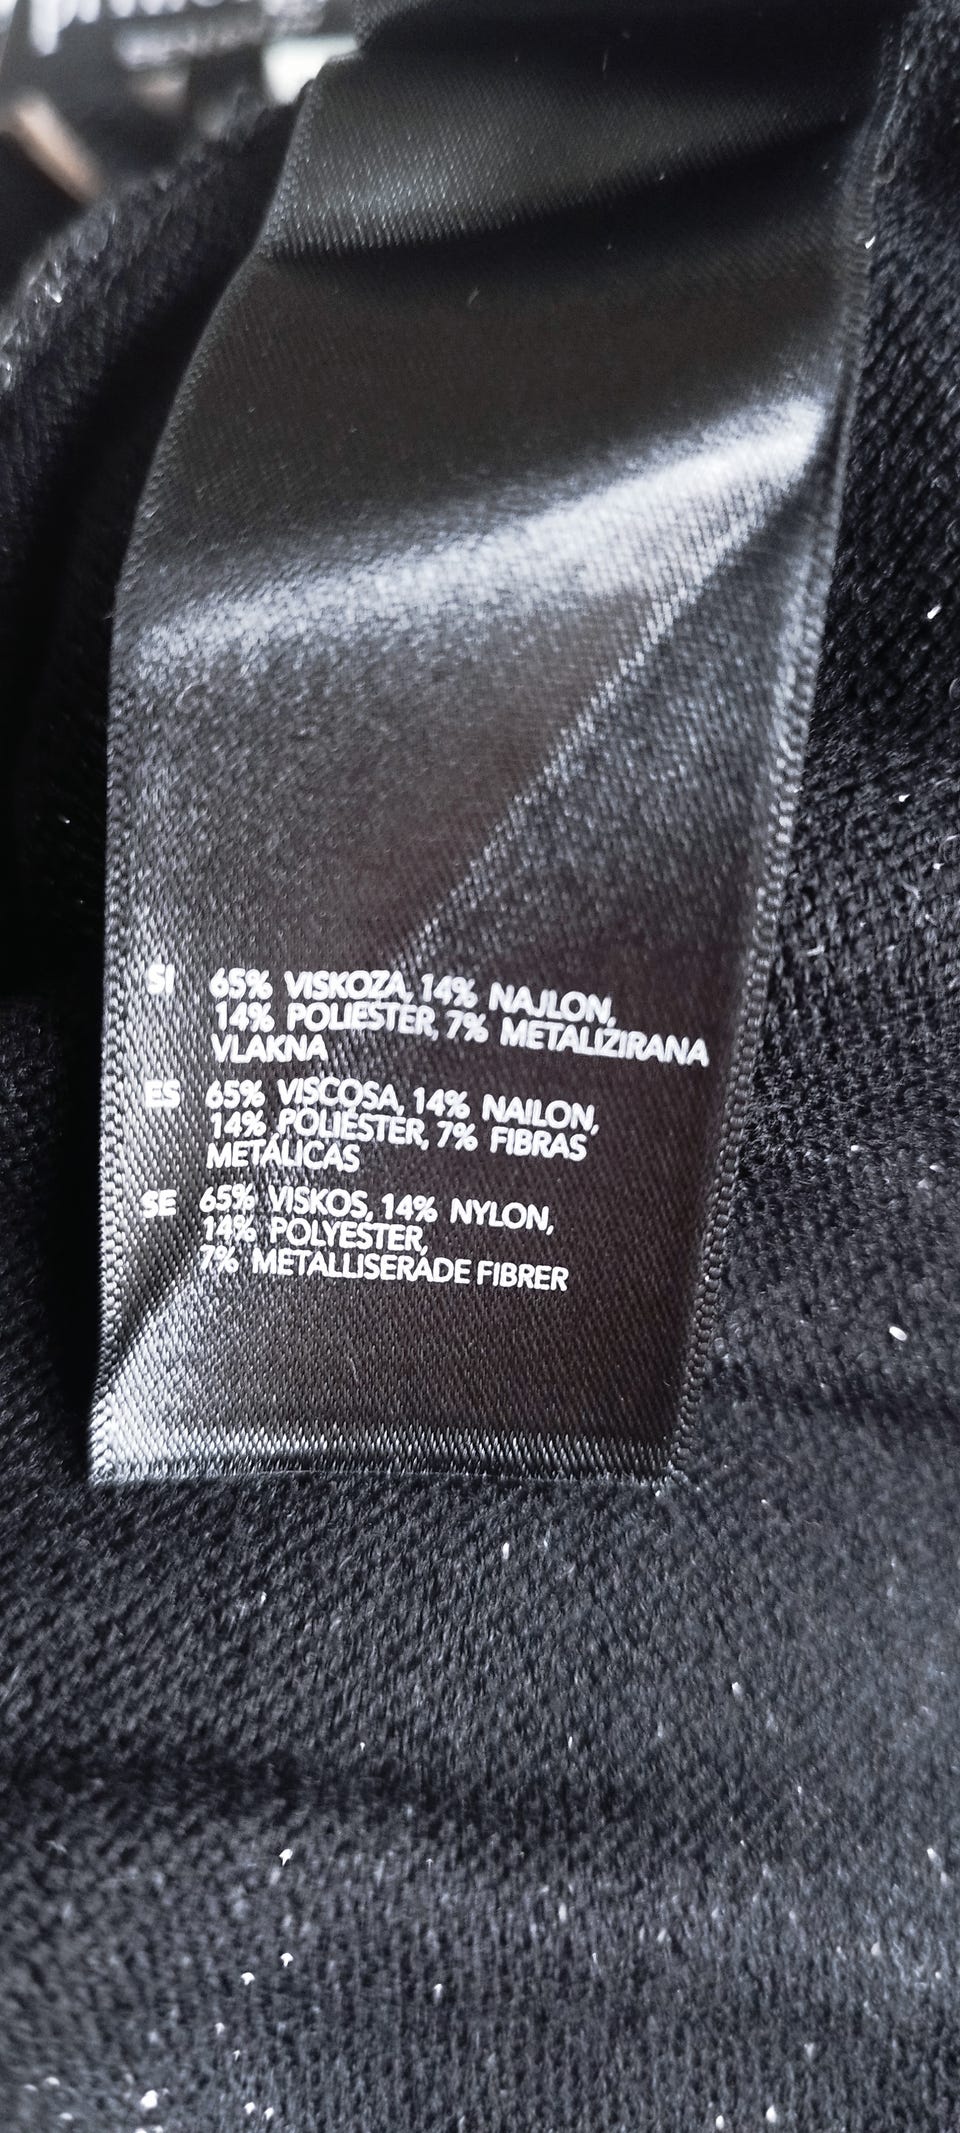 SI 65% VISKOZA, 14% NAJLON,
14% POLIESTER, 7% METALIZIRANA
VLAKNA
ES 65% VISCOSA, 14% NAILON,
14% POLIÉSTER, 7% FIBRAS
METÁLICAS
SE 65% VISKOS, 14% NYLON,
14% POLYESTER,
7% METALLISERADE FIBRER